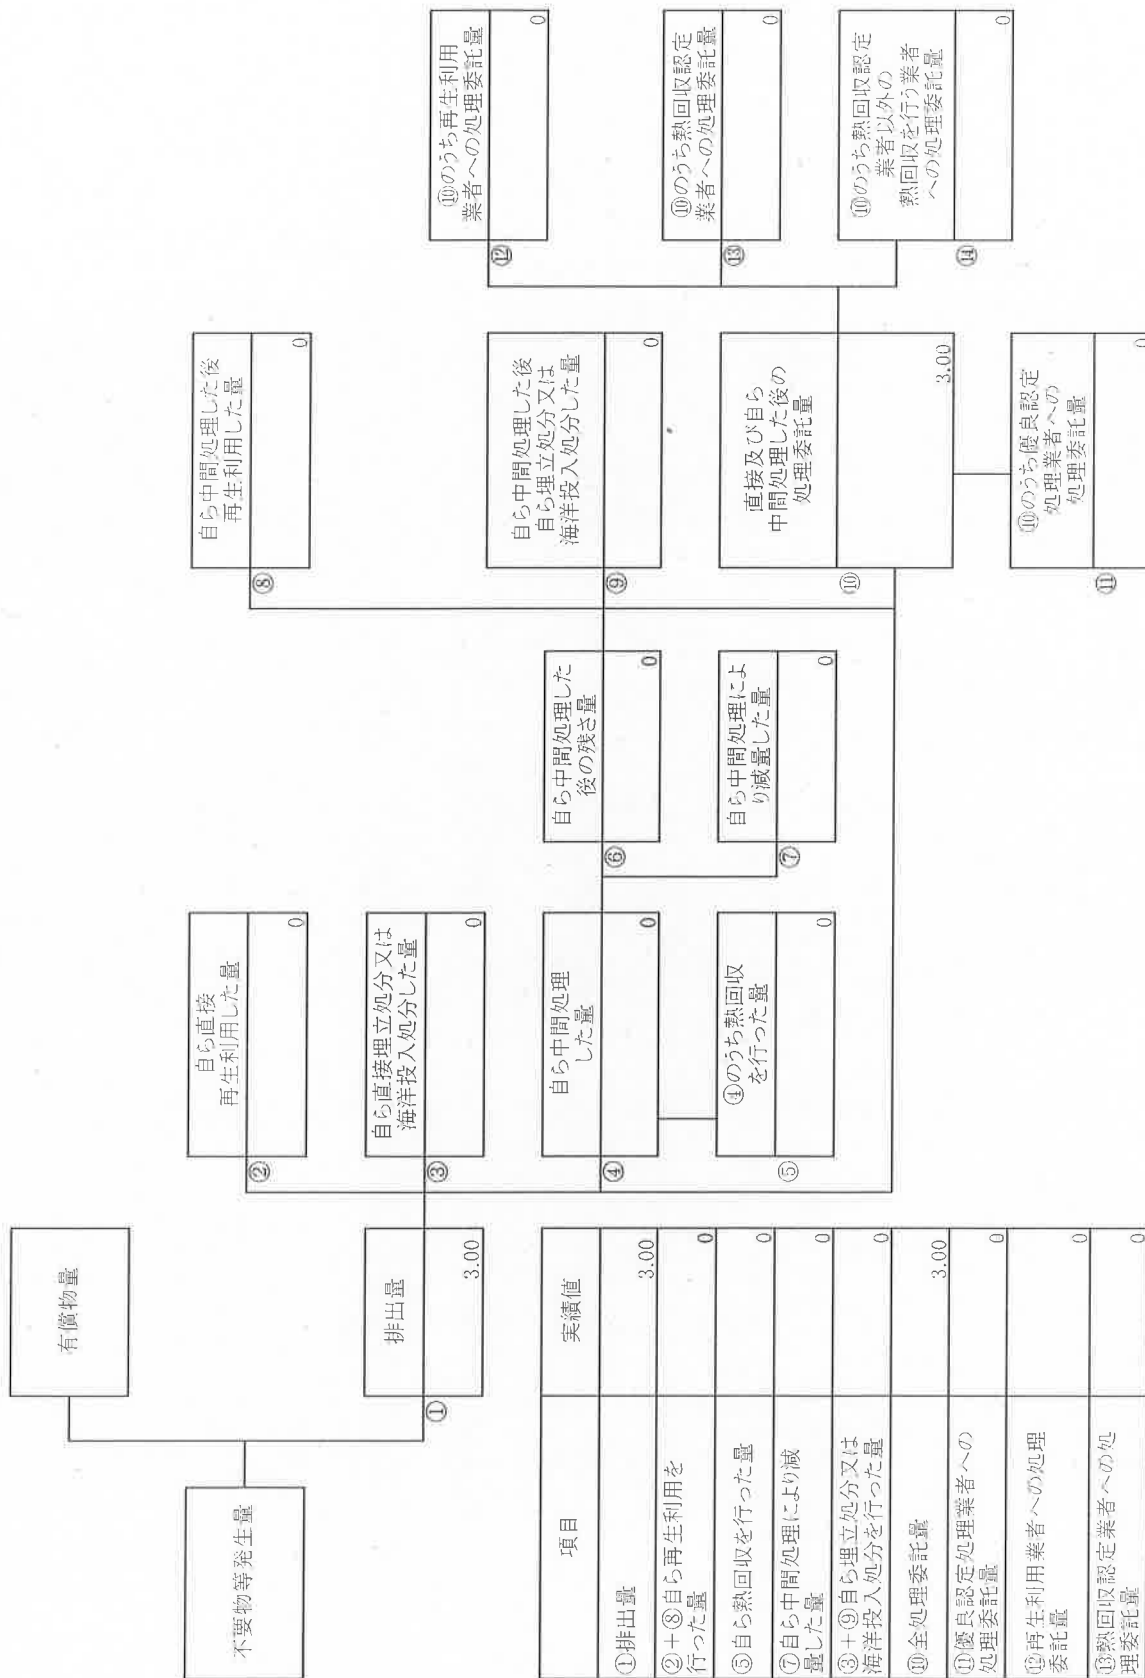 不要物等発生量
有償物量
①
排出量
3.00
②
自ら直接
再生利用した量
0
③
自ら直接埋立処分又は
海洋投入処分した量
0
④
自ら中間処理
した量
0
⑤
④のうち熱回収
を行った量
0
⑥
自ら中間処理した
後の残さ量
0
⑦
自ら中間処理によ
り減量した量
0
⑧
自ら中間処理した後
再生利用した量
0
⑨
自ら中間処理した後
自ら埋立処分又は
海洋投入処分した量
0
⑩
直接及び自ら
中間処理した後の
処理委託量
3.00
⑪
⑩のうち優良認定
処理業者への
処理委託量
0
⑫
⑩のうち再生利用
業者への処理委託量
0
⑬
⑩のうち熱回収認定
業者への処理委託量
0
⑭
⑩のうち熱回収認定
業者以外の
熱回収を行う業者
への処理委託量
0
項目 実績値
①排出量 3.00
②+⑧自ら再生利用を
行った量 0
⑤自ら熱回収を行った量 0
⑦自ら中間処理により減
量した量 0
③+⑨自ら埋立処分又は
海洋投入処分を行った量 0
⑩全処理委託量 3.00
⑪優良認定処理業者への
処理委託量 0
⑫再生利用業者への処理
委託量 0
⑬熱回収認定業者への処
理委託量 0